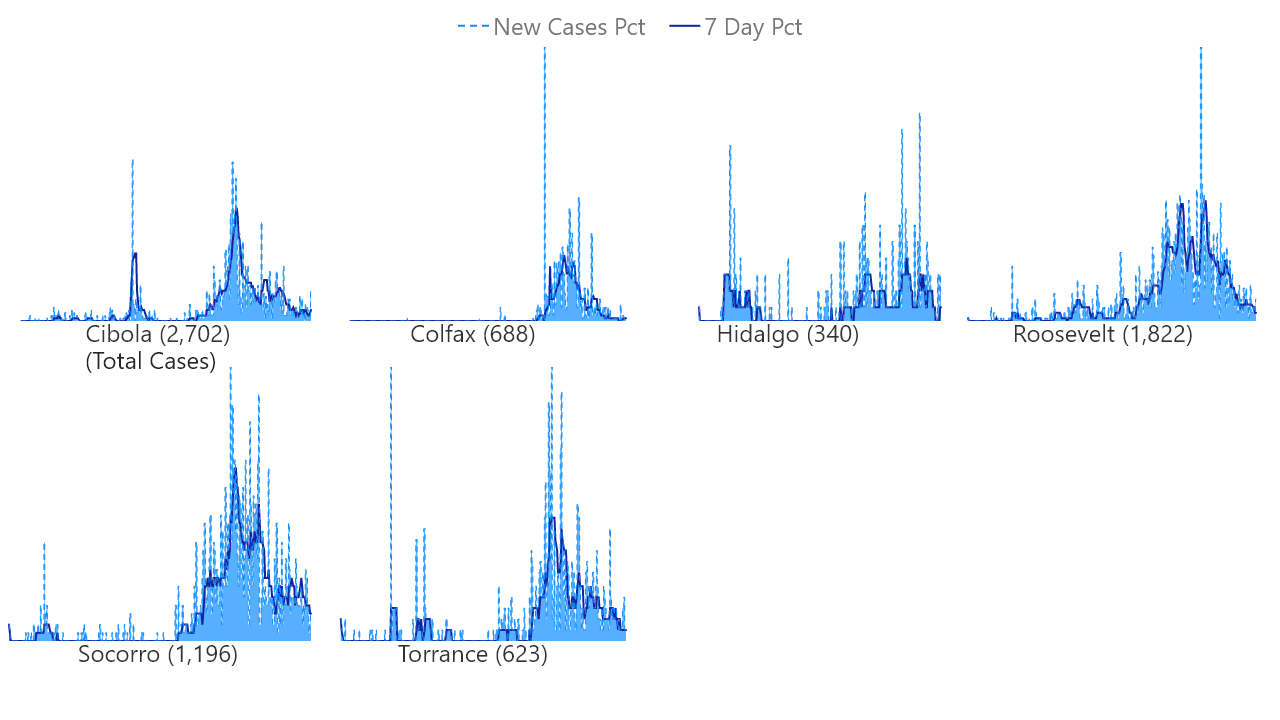 New Cases Pct 7 Day Pct
Cibola (2,702)
(Total Cases)
Colfax (688)
Hidalgo (340)
Roosevelt (1,822)
Socorro (1,196)
Torrance (623)